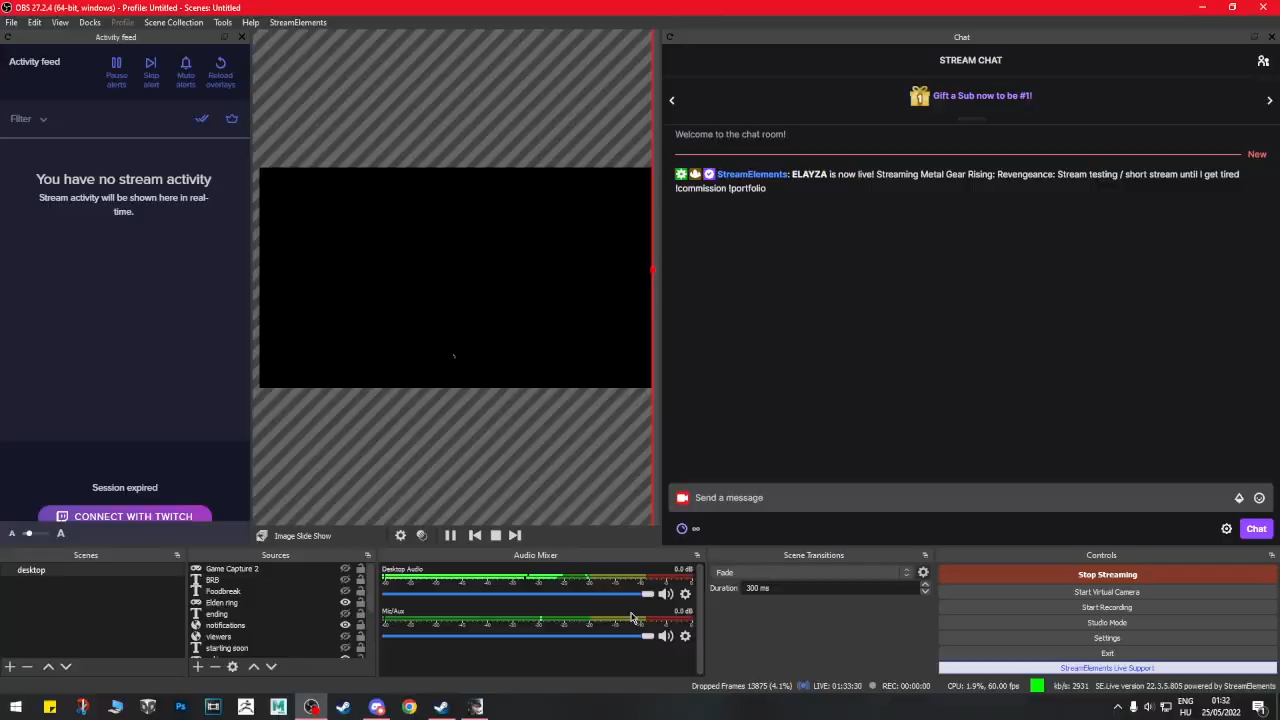 OBS 27.2.4 (64-bit, windows) - Profile: Untitled - Scenes: Untitled
File Edit View Docks Profile Scene Collection Tools Help StreamElements
Activity feed
Chat
Activity feed
Pause alerts
Skip alert
Mute alerts
Reload overlays
Filter
You have no stream activity
Stream activity will be shown here in real-
time.
Session expired
CONNECT WITH TWITCH
A A
STREAM CHAT
1 Gift a Sub now to be #1!
Welcome to the chat room!
New
StreamElements: ELAYZA is now live! Streaming Metal Gear Rising: Revengeance: Stream testing / short stream until I get tired
!commission !portfolio
Send a message
Chat
Image Slide Show
Scenes
desktop
Sources
Game Capture 2
BRB
Foodbreak
Elden ring
ending
notifications
viewers
starting soon
Audio Mixer
Desktop Audio 0.0 dB
Mic/Aux 0.0 dB
Scene Transitions
Fade
Duration 300 ms
Controls
Stop Streaming
Start Virtual Camera
Start Recording
Studio Mode
Settings
Exit
StreamElements Live Support
Dropped Frames 13875 (4.1%) LIVE: 01:33:30 REC: 00:00:00 CPU: 1.9%, 60.00 fps kb/s: 2931 SE.Live version 22.3.5.805 powered by StreamElements
ENG
HU
01:32
25/05/2022